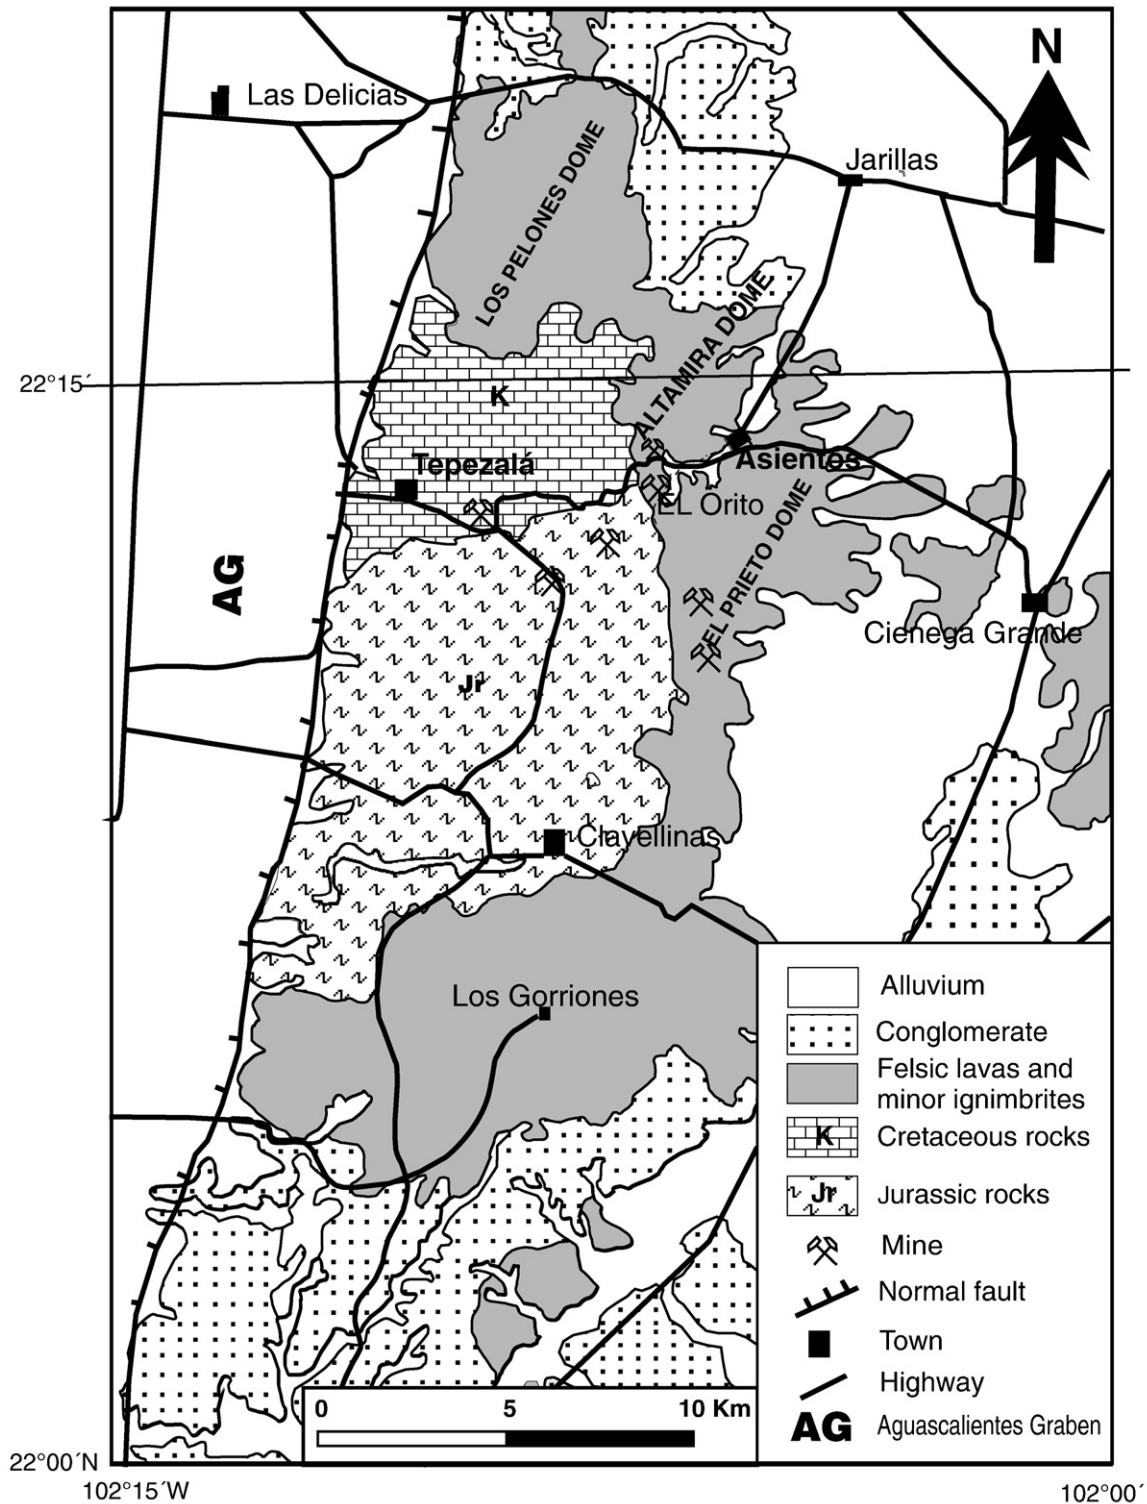 N
Las Delicias
Jarillas
LOS PELONES DOME
ALTAMIRA DOME
22°15´
K
Tepezalá
Asientos
EL Orito
EL PRIETO DOME
AG
Cienega Grande
Jr
Clavellinas
Los Gorriones
Alluvium
Conglomerate
Felsic lavas and
minor ignimbrites
K
Cretaceous rocks
Jr
Jurassic rocks
Mine
Normal fault
Town
Highway
AG
Aguascalientes Graben
0
5
10 Km
22°00´N
102°15´W
102°00´